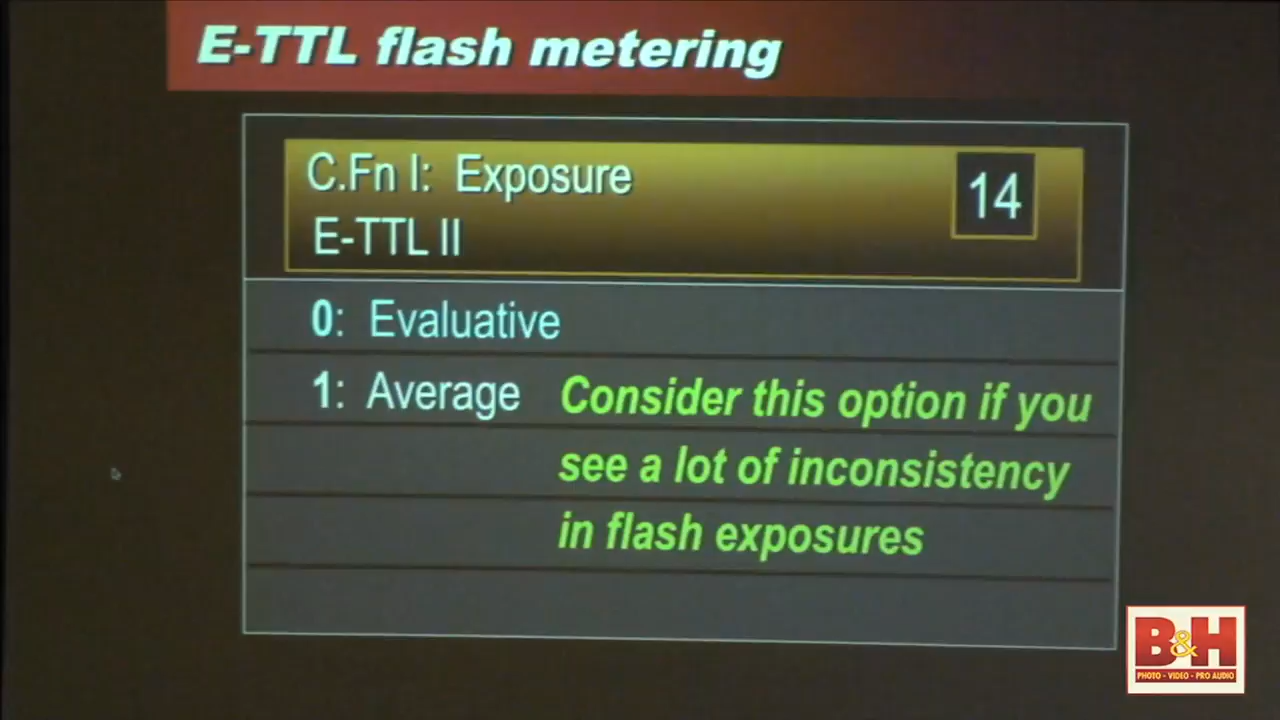 E-TTL flash metering
C.Fn I: Exposure
14
E-TTL II
0: Evaluative
1: Average Consider this option if you
see a lot of inconsistency
in flash exposures
B&H
PHOTO - VIDEO - PRO AUDIO